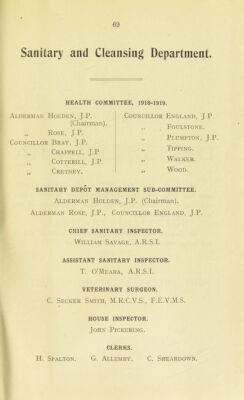 69
Sanitary and Cleansing Department.
HEALTH COMMITTEE, 1918-1919.
ALDERMAN HOLDEN, J.P.
(Chairman).
„ ROSE, J.P.
COUNCILLOR BRAY, J.P.
„ CHAPPELL, J.P.
„ COTTERILL, J.P.
„ CRETNEY.
COUNCILLOR ENGLAND, J.P
„ FOULSTONE.
„ PLUMPTON, J.P.
„ TIPPING.
„ WALKER.
„ WOOD.
SANITARY DEPÔT MANAGEMENT SUB-COMMITTEE.
ALDERMAN HOLDEN, J.P. (Chairman).
ALDERMAN ROSE, J.P., COUNCILLOR ENGLAND, J.P.
CHIEF SANITARY INSPECTOR.
WILLIAM SAVAGE, A.R.S.I.
ASSISTANT SANITARY INSPECTOR.
T. O'MEARA, A.R.S.I.
VETERINARY SURGEON.
C. SECKER SMITH, M.R.C.V.S., F.E.V.M.S.
HOUSE INSPECTOR.
JOHN PICKERING.
CLERKS.
H. SPALTON. G. ALLEMBY. C. SHEARDOWN.